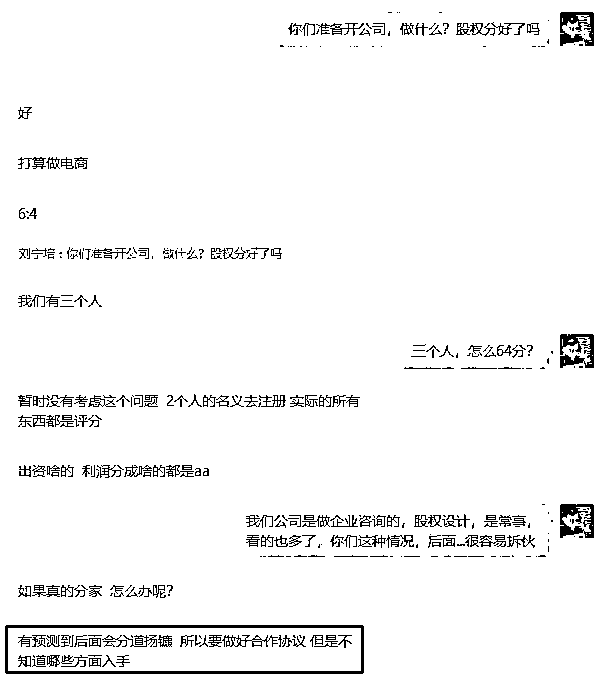 你们准备开公司，做什么？股权分好了吗
好
打算做电商
6:4
刘宁培：你们准备开公司，做什么？股权分好了吗
我们有三个人
三个人，怎么64分？
暂时没有考虑这个问题 2个人的名义去注册 实际的所有
东西都是评分
出资啥的 利润分成啥的都是aa
我们公司是做企业咨询的，股权设计，是常事，
看的也多了，你们这种情况，后面...很容易拆伙
如果真的分家 怎么办呢？
有预测到后面会分道扬镳 所以要做好合作协议 但是不
知道哪些方面入手